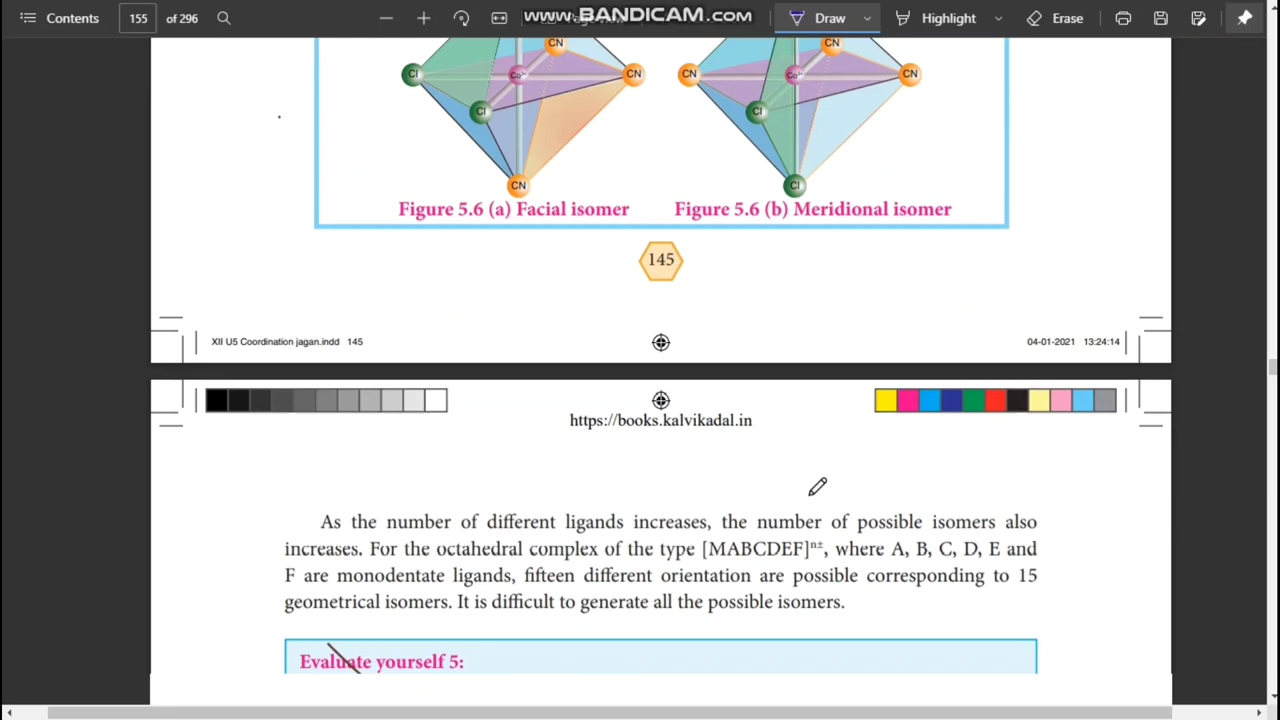 Contents 155 of 296 WWW.BANDICAM.COM Draw Highlight Erase
CN CN
Cl Co³⁺ CN CN Co³⁺ CN
Cl Cl
CN Cl
Figure 5.6 (a) Facial isomer Figure 5.6 (b) Meridional isomer
145
XII U5 Coordination jagan.indd 145 04-01-2021 13:24:14
https://books.kalvikadal.in
As the number of different ligands increases, the number of possible isomers also
increases. For the octahedral complex of the type [MABCDEF]ⁿ±, where A, B, C, D, E and
F are monodentate ligands, fifteen different orientation are possible corresponding to 15
geometrical isomers. It is difficult to generate all the possible isomers.
Evaluate yourself 5: